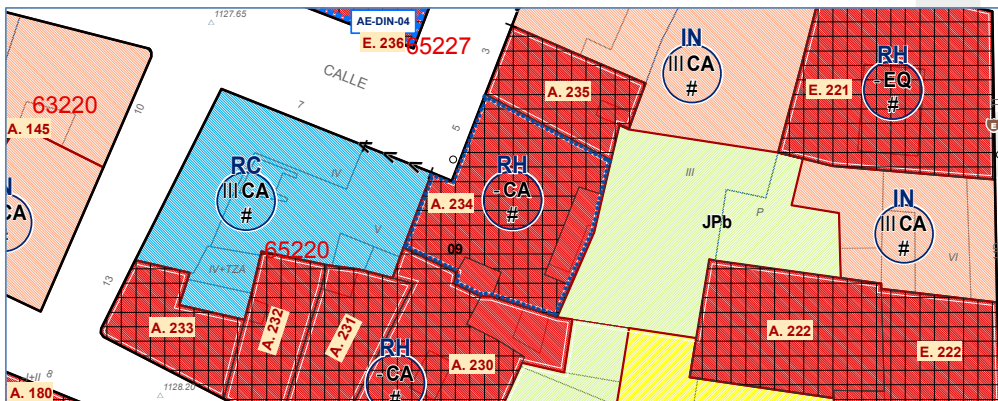 1127.65
AE-DIN-04
E. 236
65227
CALLE
3
IN
III CA
#
RH
- EQ
#
E. 221
A. 235
63220
10
7
5
A. 145
RC
III CA
#
IV
RH
- CA
#
A. 234
III
P
JPb
IN
III CA
#
N
CA
V
09
65220
IV+TZA
VI
13
A. 233
A. 232
A. 231
A. 222
RH
- CA
#
A. 230
E. 222
I+II
8
1128.20
A. 180